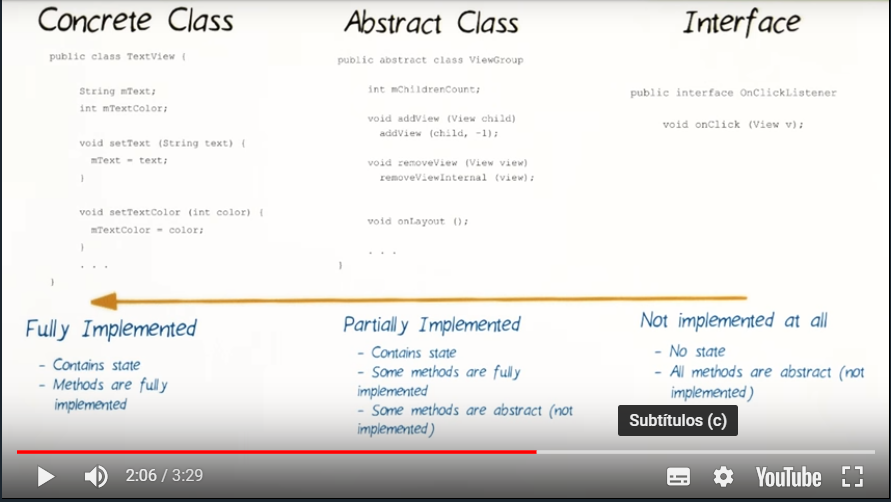 Concrete Class
public class TextView {
String mText;
int mTextColor;
void setText (String text) {
mText = text;
}
void setTextColor (int color) {
mTextColor = color;
}
. . .
}
Fully Implemented
- Contains state
- Methods are fully
implemented
Abstract Class
public abstract class ViewGroup
int mChildrenCount;
void addView (View child)
addView (child, -1);
void removeView (View view)
removeViewInternal (view);
void onLayout ();
. . .
}
Partially Implemented
- Contains state
- Some methods are fully
implemented
- Some methods are abstract (not
implemented)
Interface
public interface OnClickListener
void onClick (View v);
Not implemented at all
- No state
- All methods are abstract (not
implemented)
Subtítulos (c)
2:06 / 3:29
YouTube